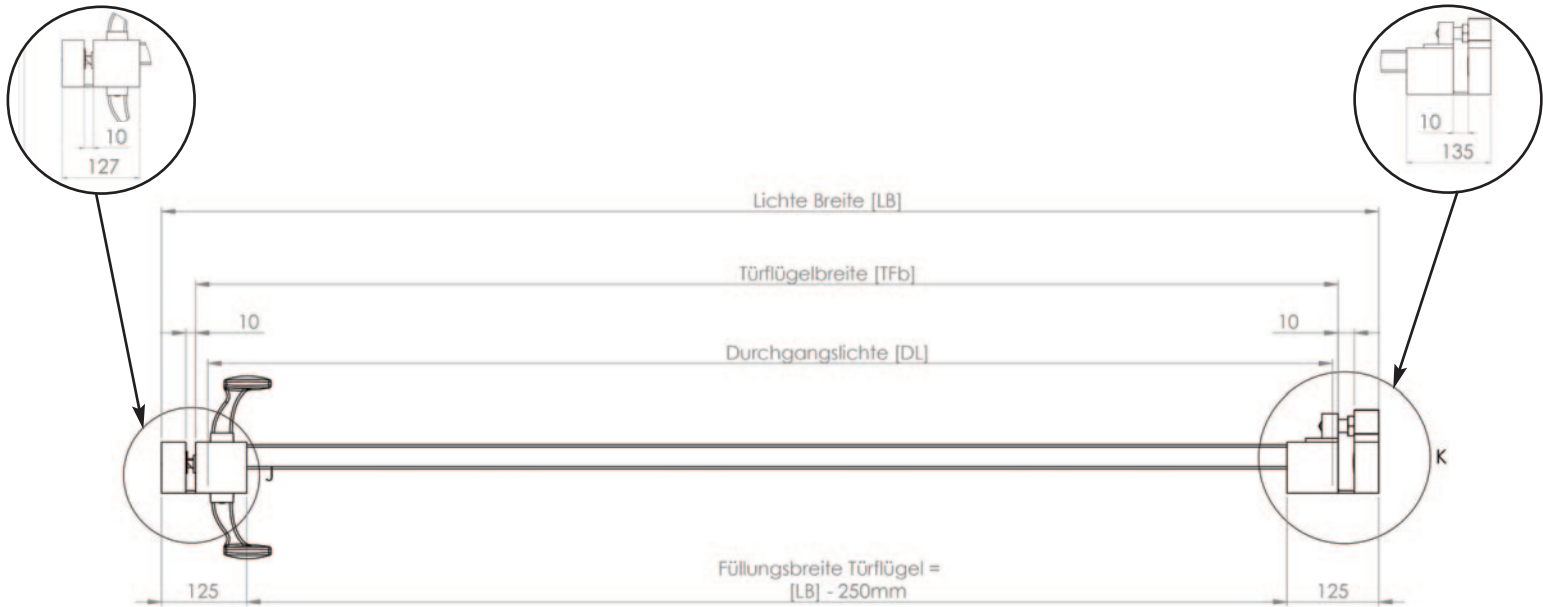 10
127
10
135
Lichte Breite [LB]
Türflügelbreite [TFb]
10
10
Durchgangslichte [DL]
J
K
Füllungsbreite Türflügel =
125
[LB] - 250mm
125